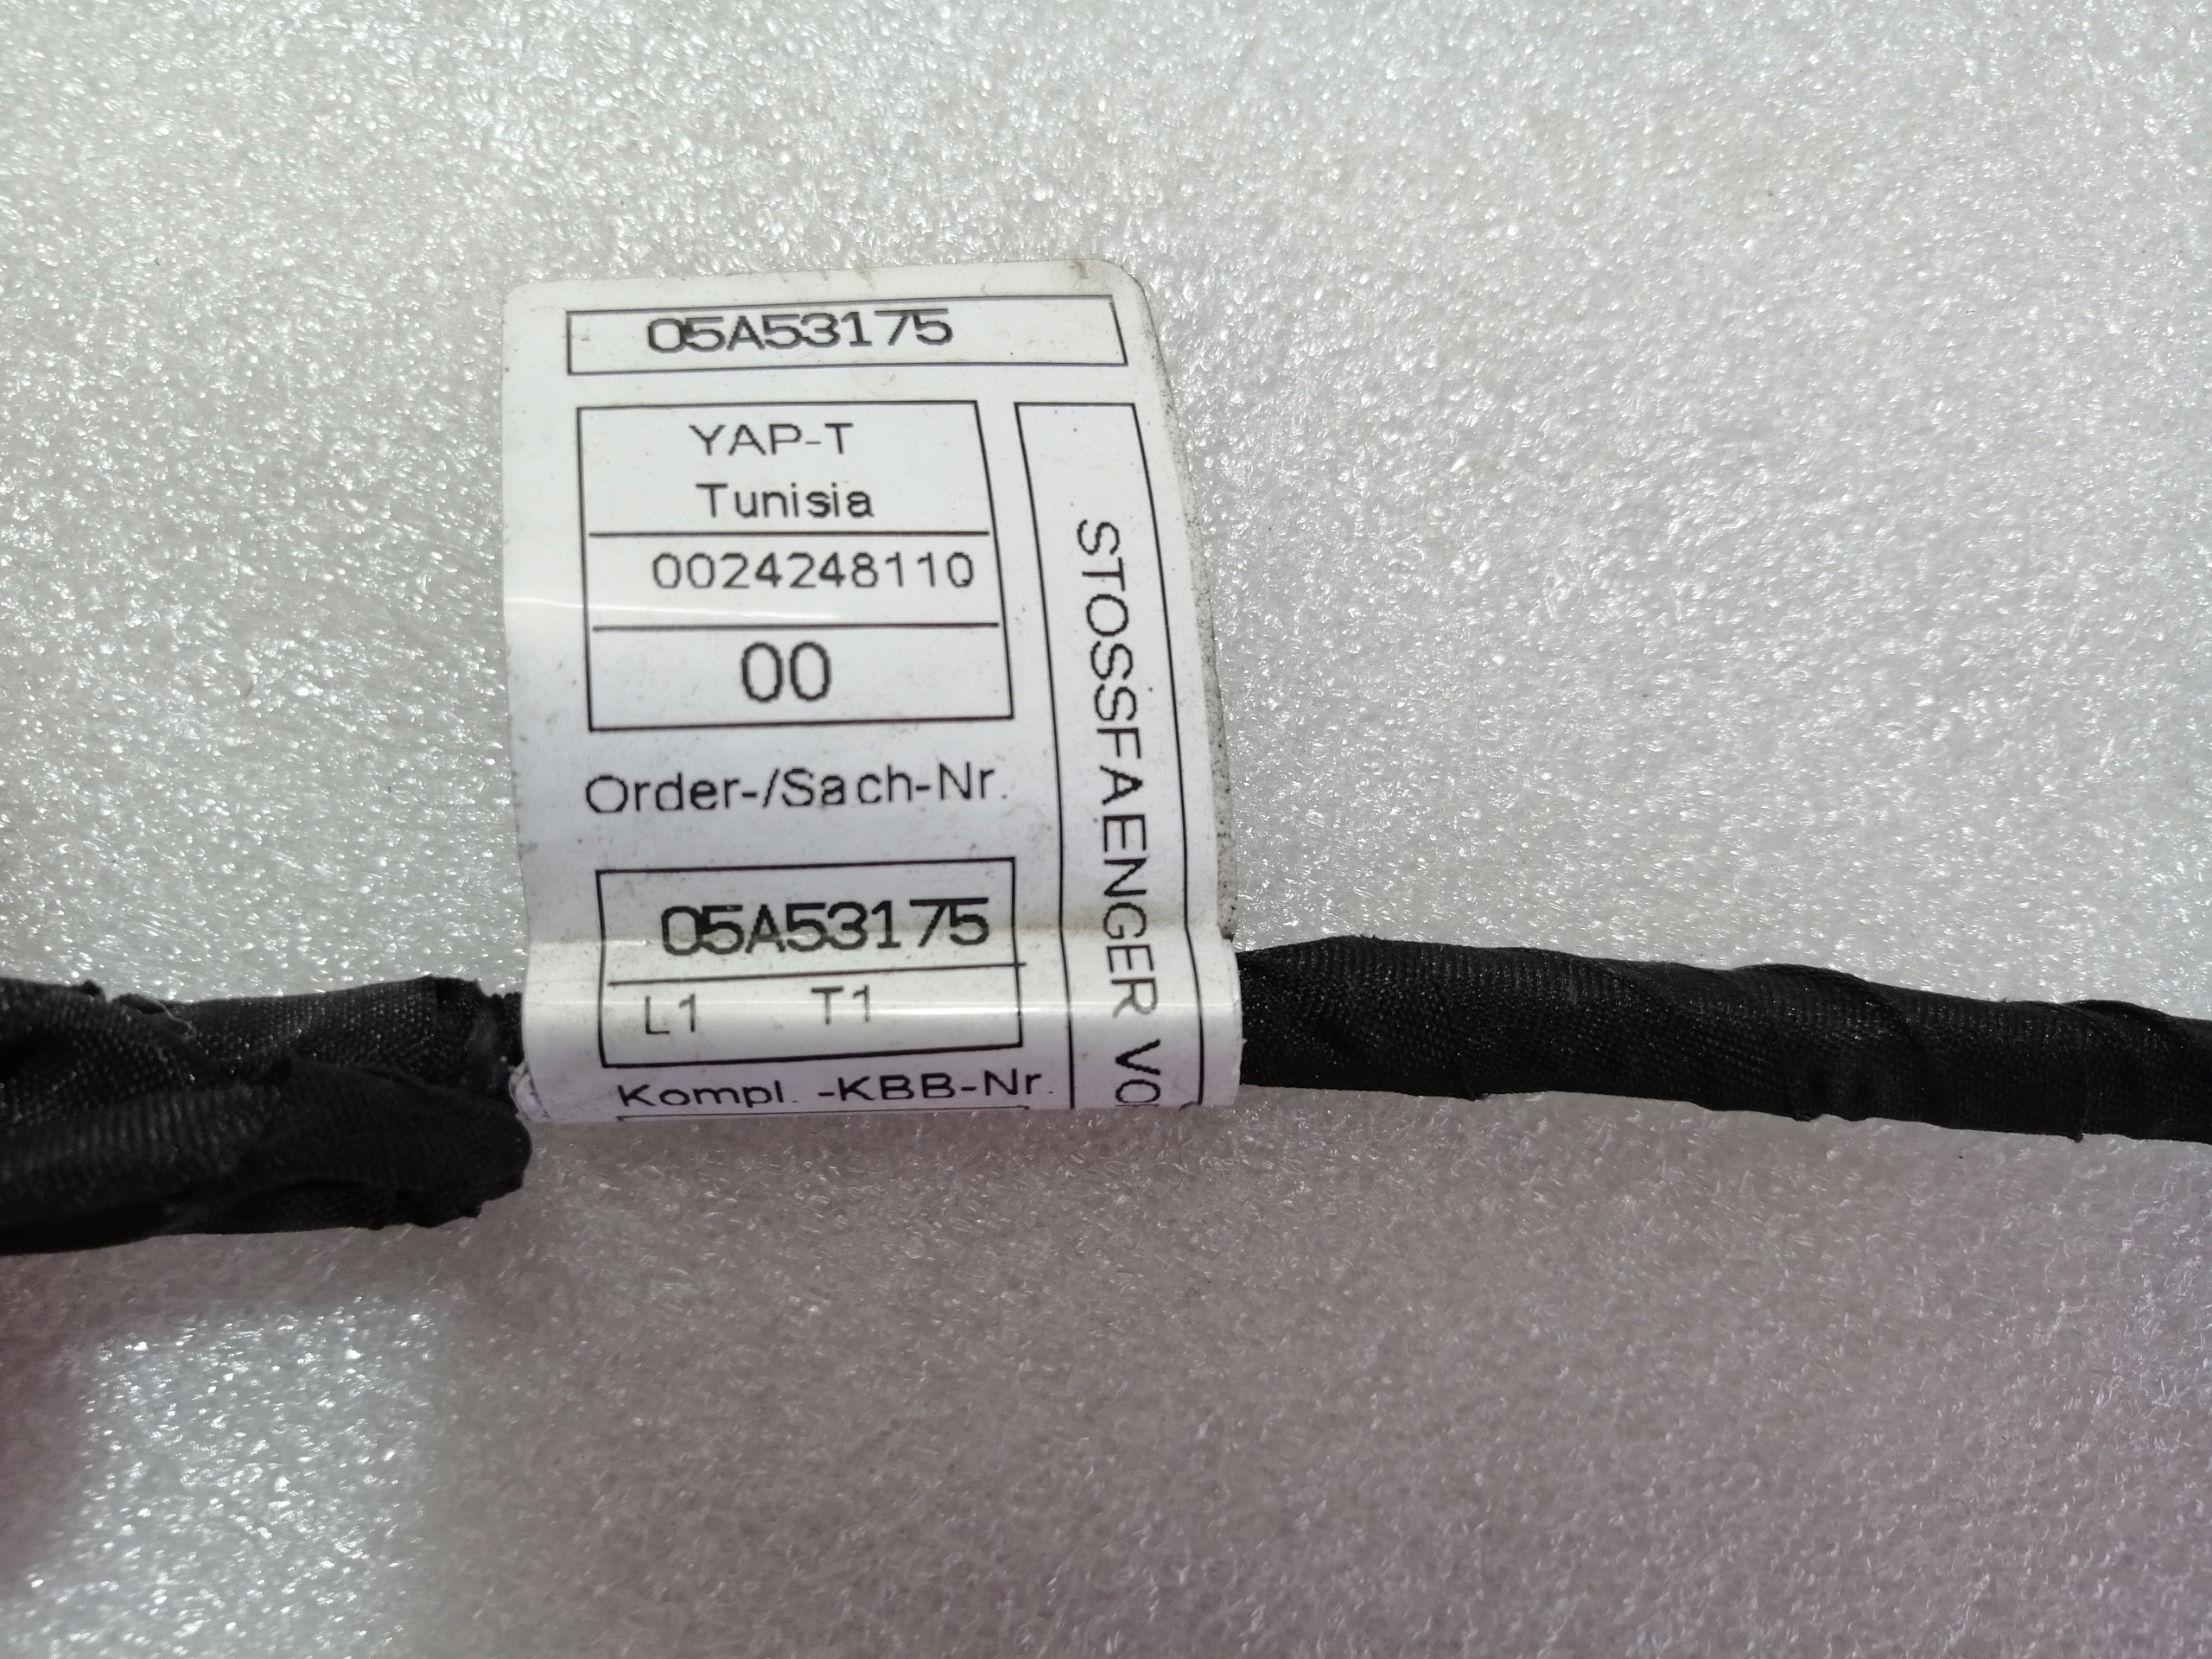 05A53175
YAP-T
Tunisia
0024248110
00
Order-/Sach-Nr.
05A53175
L1 T1
Kompl.-KBB-Nr.
STOSSFAENGER